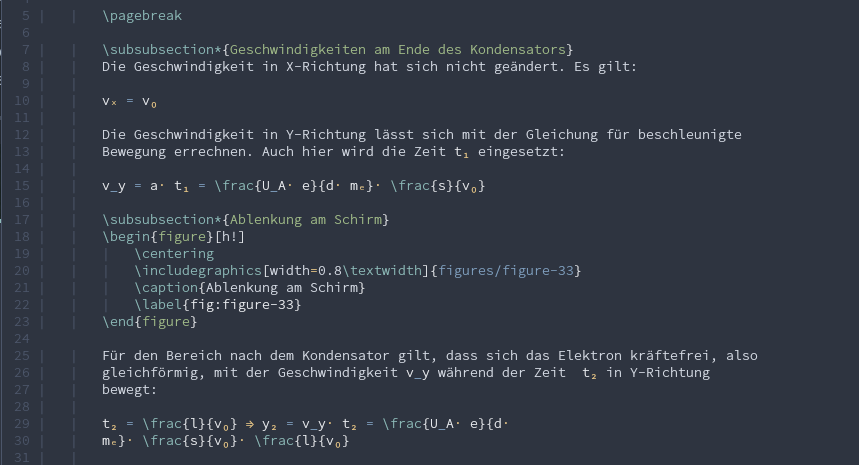 5 \pagebreak
6
7 \subsubsection*{Geschwindigkeiten am Ende des Kondensators}
8 Die Geschwindigkeit in X-Richtung hat sich nicht geändert. Es gilt:
9
10 vₓ = v₀
11
12 Die Geschwindigkeit in Y-Richtung lässt sich mit der Gleichung für beschleunigte
13 Bewegung errechnen. Auch hier wird die Zeit t₁ eingesetzt:
14
15 v_y = a· t₁ = \frac{U_A· e}{d· mₑ}· \frac{s}{v₀}
16
17 \subsubsection*{Ablenkung am Schirm}
18 \begin{figure}[h!]
19 \centering
20 \includegraphics[width=0.8\textwidth]{figures/figure-33}
21 \caption{Ablenkung am Schirm}
22 \label{fig:figure-33}
23 \end{figure}
24
25 Für den Bereich nach dem Kondensator gilt, dass sich das Elektron kräftefrei, also
26 gleichförmig, mit der Geschwindigkeit v_y während der Zeit t₂ in Y-Richtung
27 bewegt:
28
29 t₂ = \frac{l}{v₀} ⇒ y₂ = v_y· t₂ = \frac{U_A· e}{d·
30 mₑ}· \frac{s}{v₀}· \frac{l}{v₀}
31